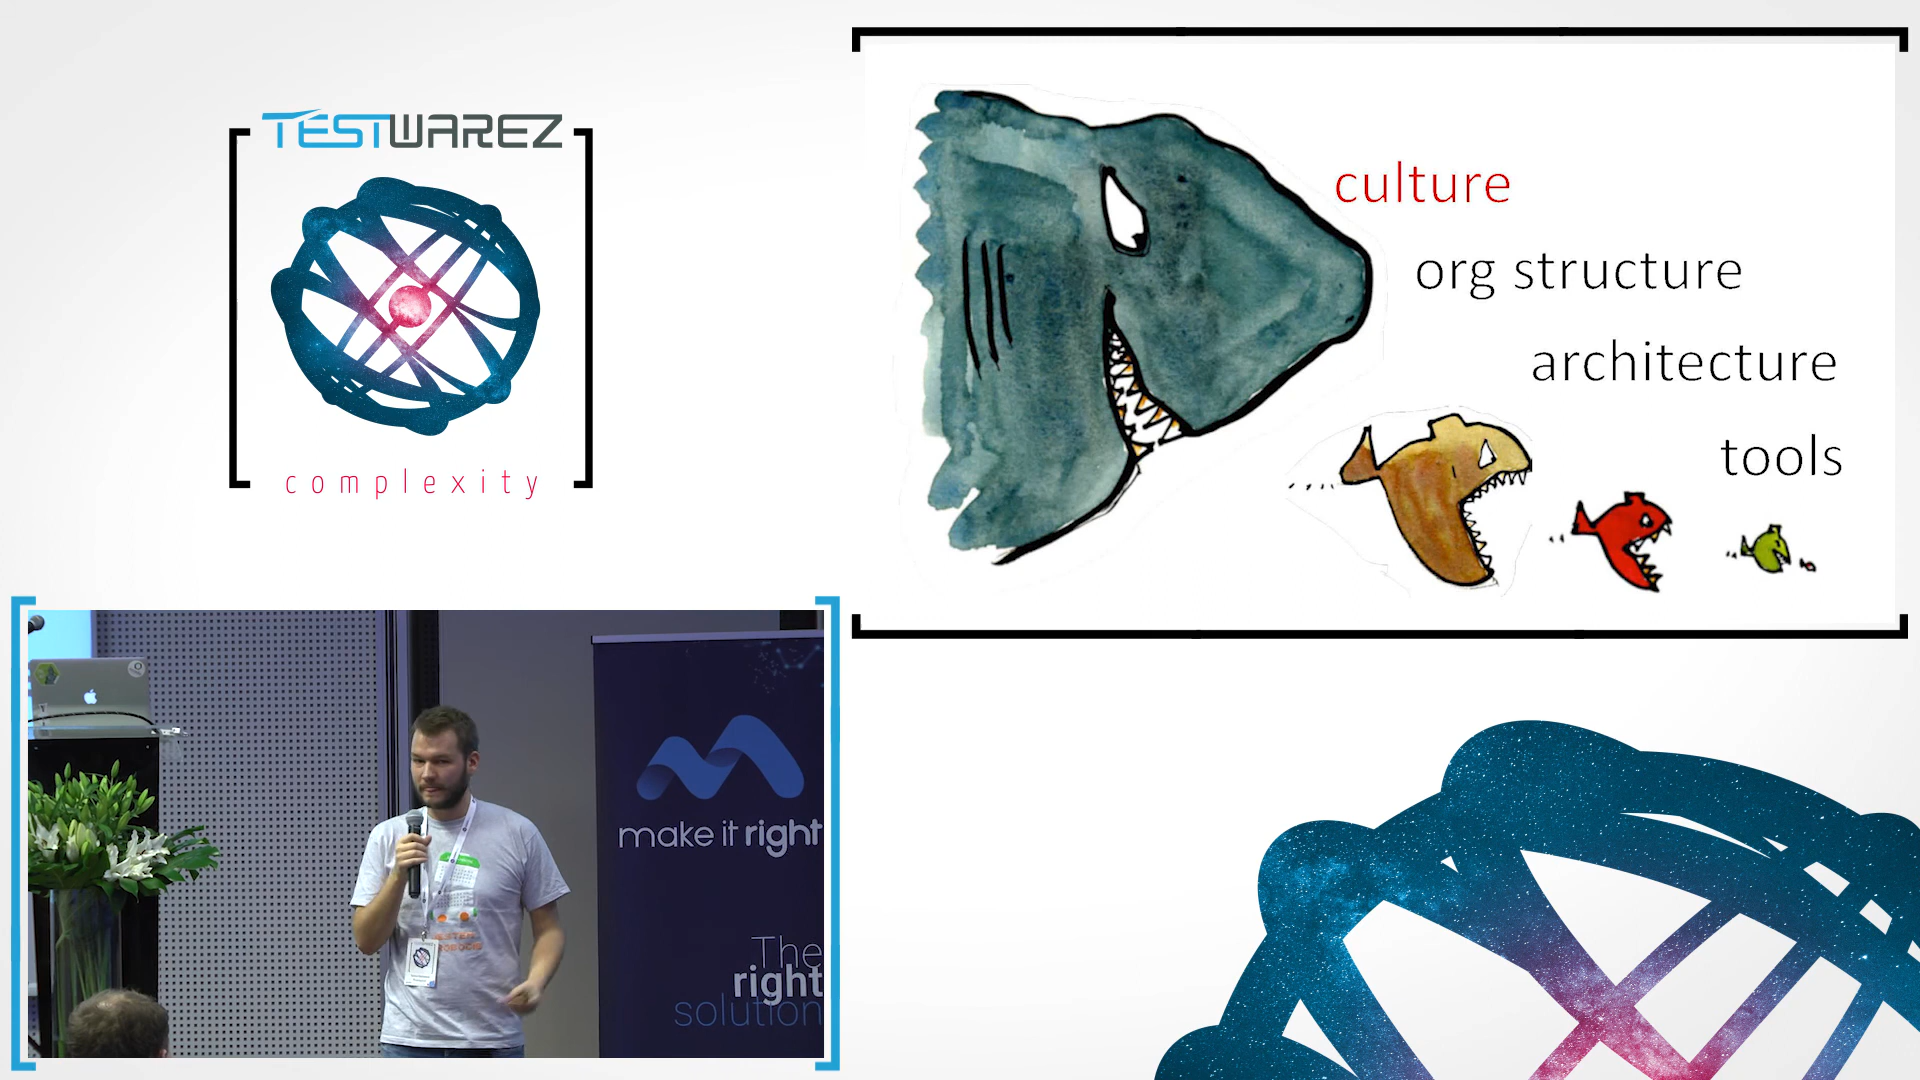 TESTWAREZ
complexity
culture
org structure
architecture
tools
make it right
The
right
solution